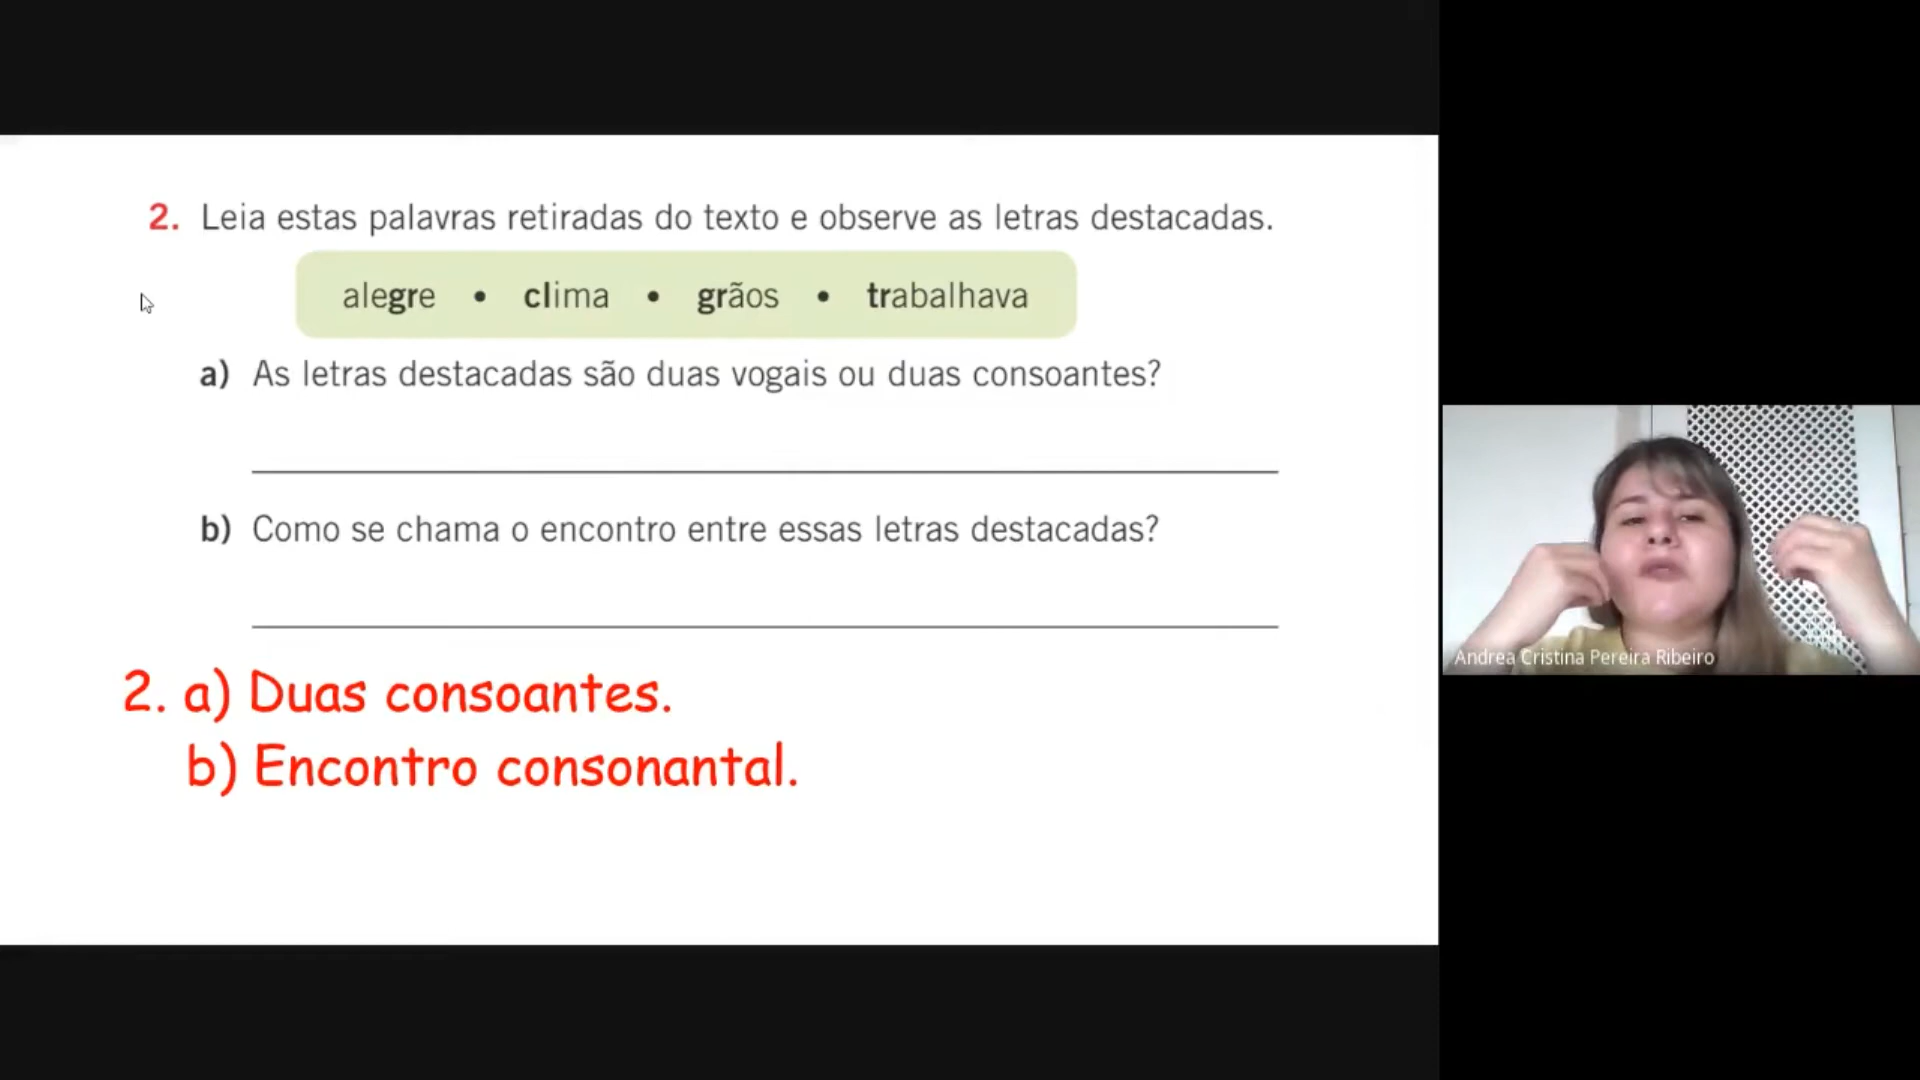 2. Leia estas palavras retiradas do texto e observe as letras destacadas.
alegre • clima • grãos • trabalhava
a) As letras destacadas são duas vogais ou duas consoantes?
b) Como se chama o encontro entre essas letras destacadas?
2. a) Duas consoantes.
b) Encontro consonantal.
Andrea Cristina Pereira Ribeiro